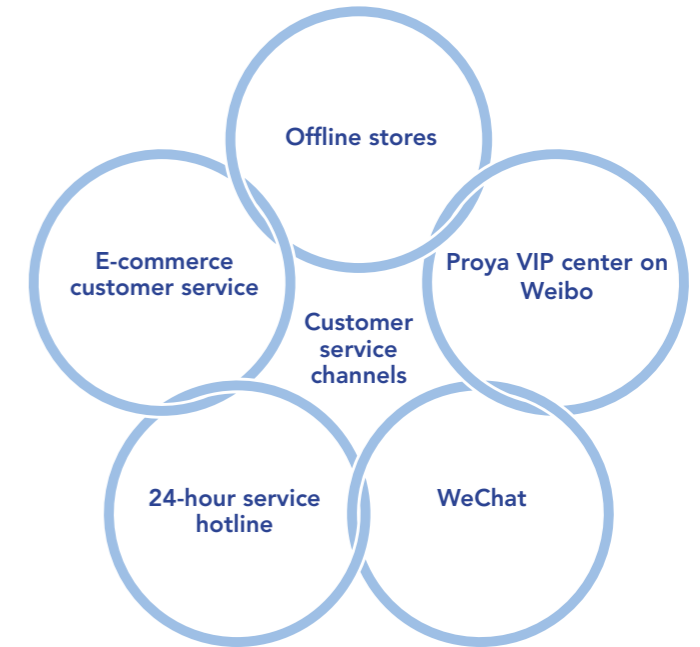 Offline stores
E-commerce
customer service
Proya VIP center on
Weibo
Customer
service
channels
24-hour service
hotline
WeChat